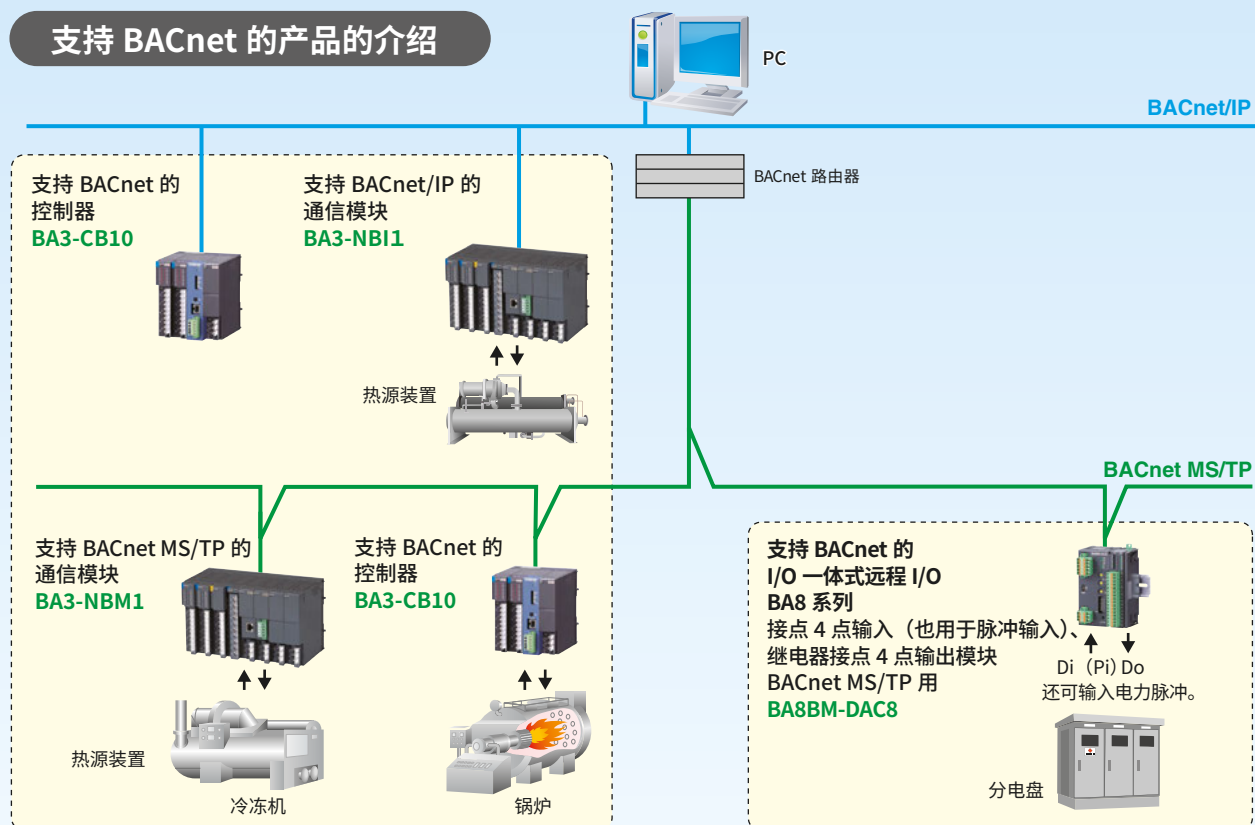 支持 BACnet 的产品的介绍
PC
BACnet/IP
BACnet 路由器
支持 BACnet 的
控制器
BA3-CB10
支持 BACnet/IP 的
通信模块
BA3-NBI1
热源装置
BACnet MS/TP
支持 BACnet MS/TP 的
通信模块
BA3-NBM1
热源装置
冷冻机
支持 BACnet 的
控制器
BA3-CB10
锅炉
支持 BACnet 的
I/O 一体式远程 I/O
BA8 系列
接点 4 点输入（也用于脉冲输入）、
继电器接点 4 点输出模块
BACnet MS/TP 用
BA8BM-DAC8
Di（Pi）Do
还可输入电力脉冲。
分电盘